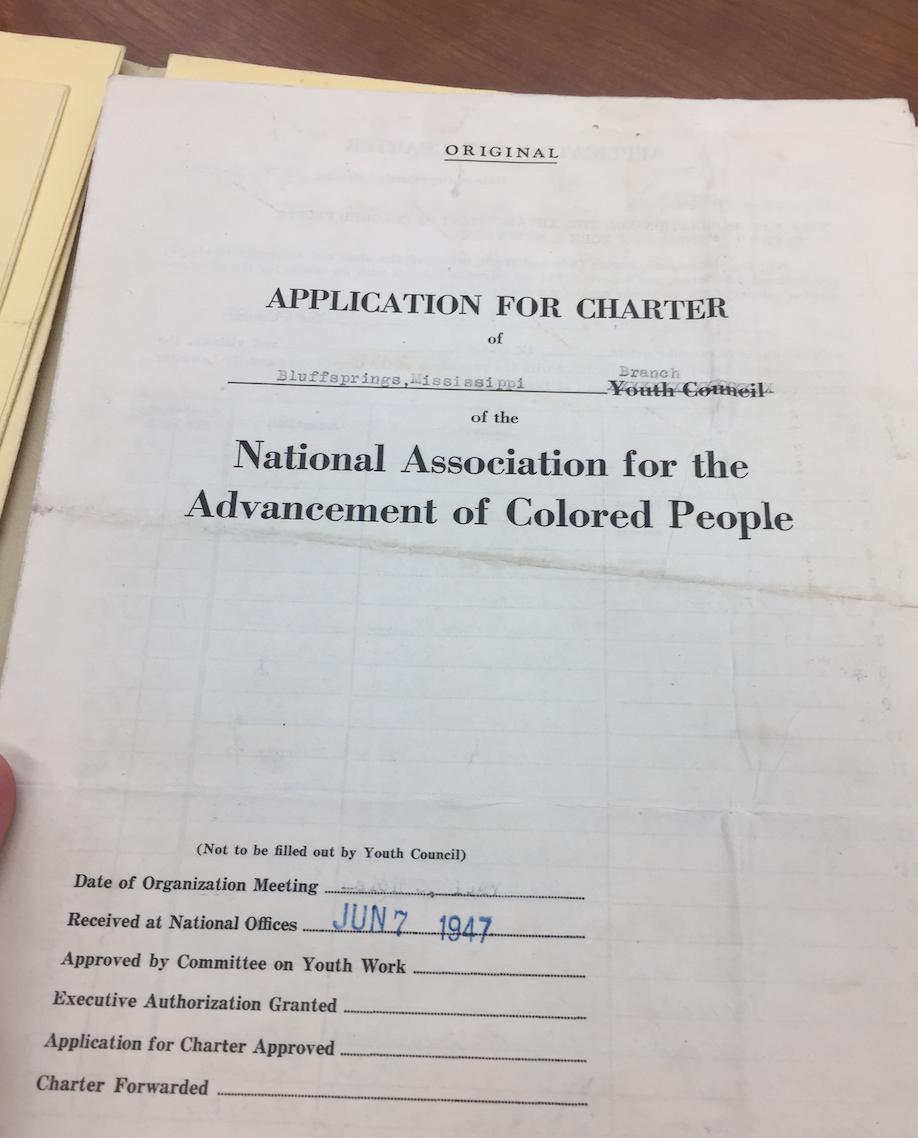 ORIGINAL
APPLICATION FOR CHARTER
of
Bluffsprings,Mississippi Branch
Youth Council
of the
National Association for the
Advancement of Colored People
(Not to be filled out by Youth Council)
Date of Organization Meeting
Received at National Offices JUN 7 1947
Approved by Committee on Youth Work
Executive Authorization Granted
Application for Charter Approved
Charter Forwarded